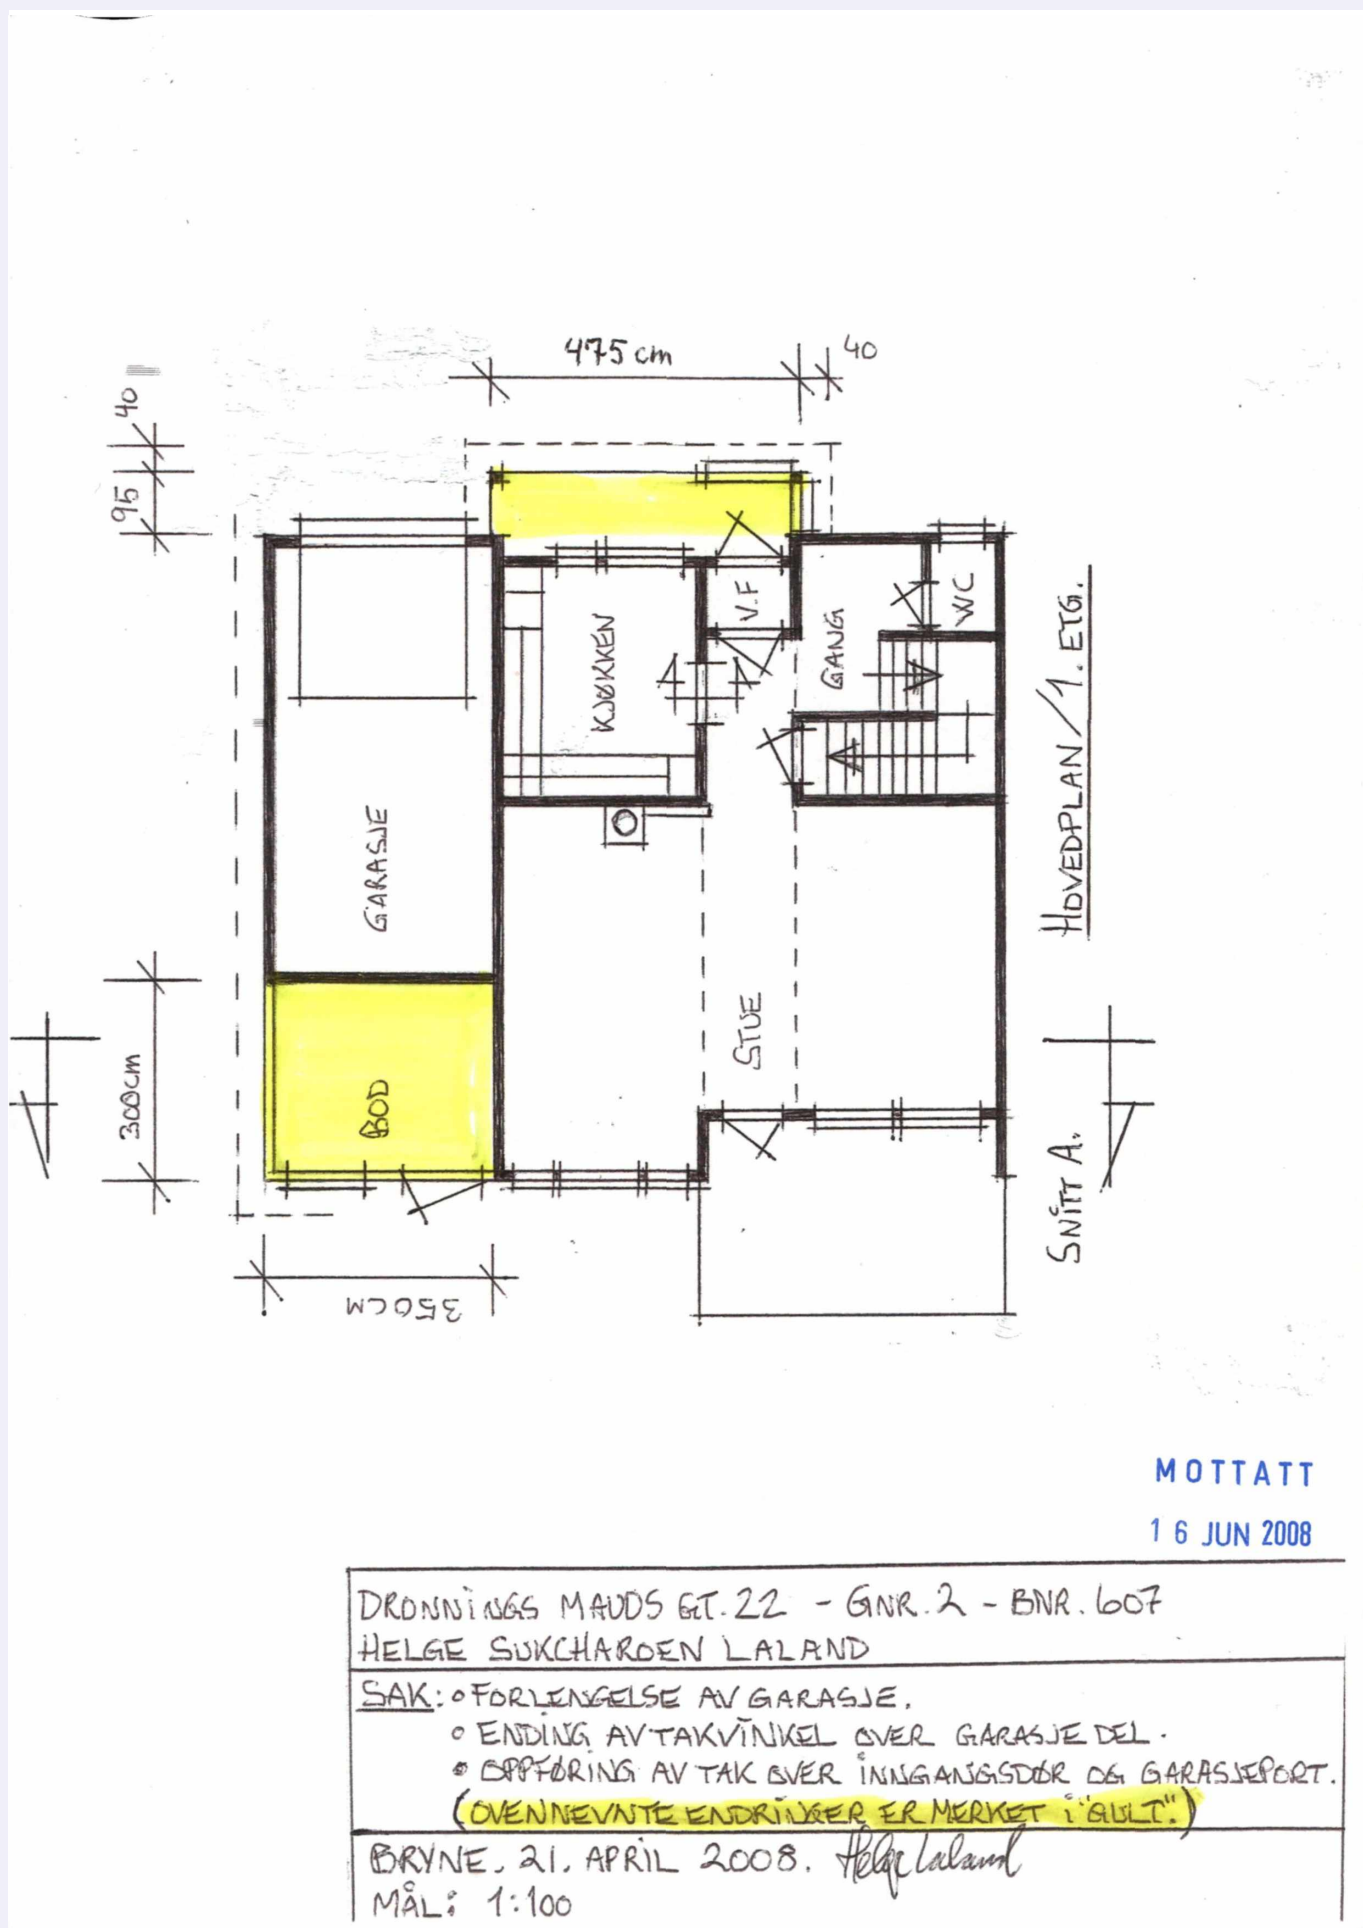 475 cm
40
40
95
KJØKKEN
V.F
GANG
WC
HOVEDPLAN/1. ETG.
GARASJE
STUE
300cm
BOD
SNITT A.
350CM
MOTTATT
16 JUN 2008
DRONNINGS MAUDS GT. 22 - GNR. 2 - BNR. 607
HELGE SUKCHAROEN LALAND
SAK: ∘ FORLENGELSE AV GARASJE.
∘ ENDING AV TAKVINKEL OVER GARASJE DEL.
• OPPFØRING AV TAK OVER INNGANGSDØR OG GARASJEPORT.
(OVENNEVNTE ENDRINGER ER MERKET I "GULT".)
BRYNE, 21. APRIL 2008. Helge Laland
MÅL: 1:100